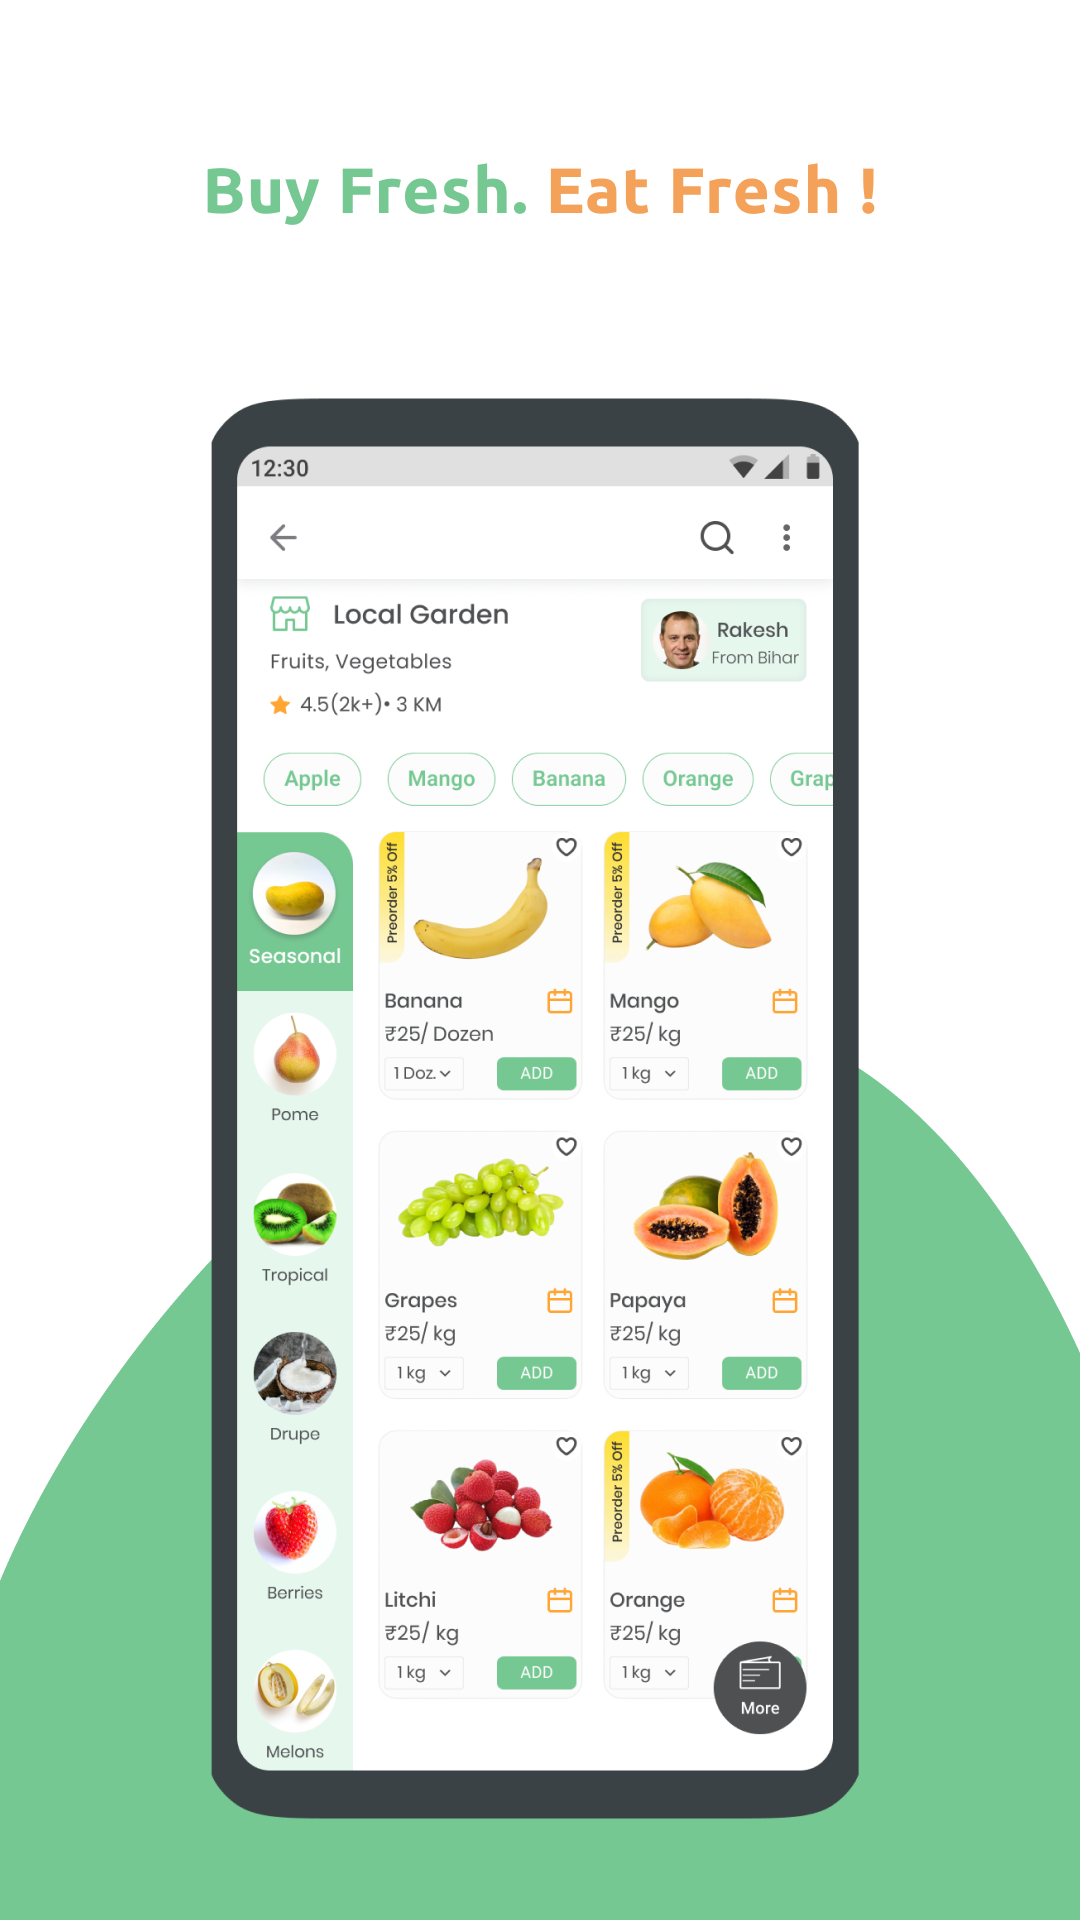 Buy Fresh. Eat Fresh !
12:30
Local Garden
Fruits, Vegetables
4.5(2k+)• 3 KM
Rakesh
From Bihar
Apple
Mango
Banana
Orange
Grap
Seasonal
Pome
Tropical
Drupe
Berries
Melons
Preorder 5% Off
Banana
₹25/ Dozen
1 Doz.
ADD
Preorder 5% Off
Mango
₹25/ kg
1 kg
ADD
Grapes
₹25/ kg
1 kg
ADD
Papaya
₹25/ kg
1 kg
ADD
Litchi
₹25/ kg
1 kg
ADD
Preorder 5% Off
Orange
₹25/ kg
1 kg
More